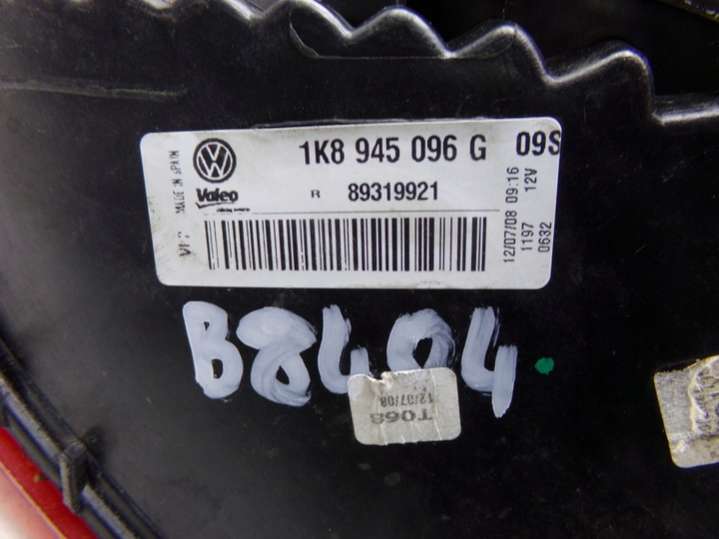 1K8 945 096 G 09S
R 89319921
Valeo
MADE IN SPAIN
12/07/08 09:16
1197 12V
0632
B8404
T068
12/07/08